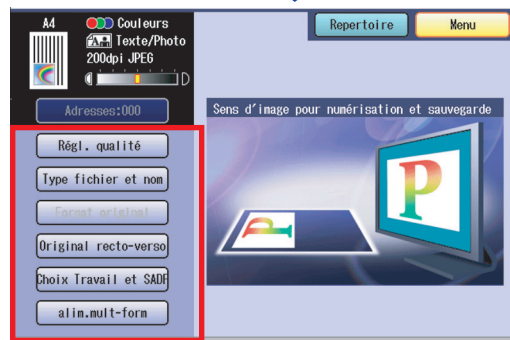 A4
Couleurs
A Texte/Photo
200dpi JPEG
Repertoire
Menu
Adresses:000
Sens d'image pour numérisation et sauvegarde
Régl. qualité
Type fichier et nom
Format original
Original recto-verso
Choix Travail et SADF
alim.mult-form
P
P